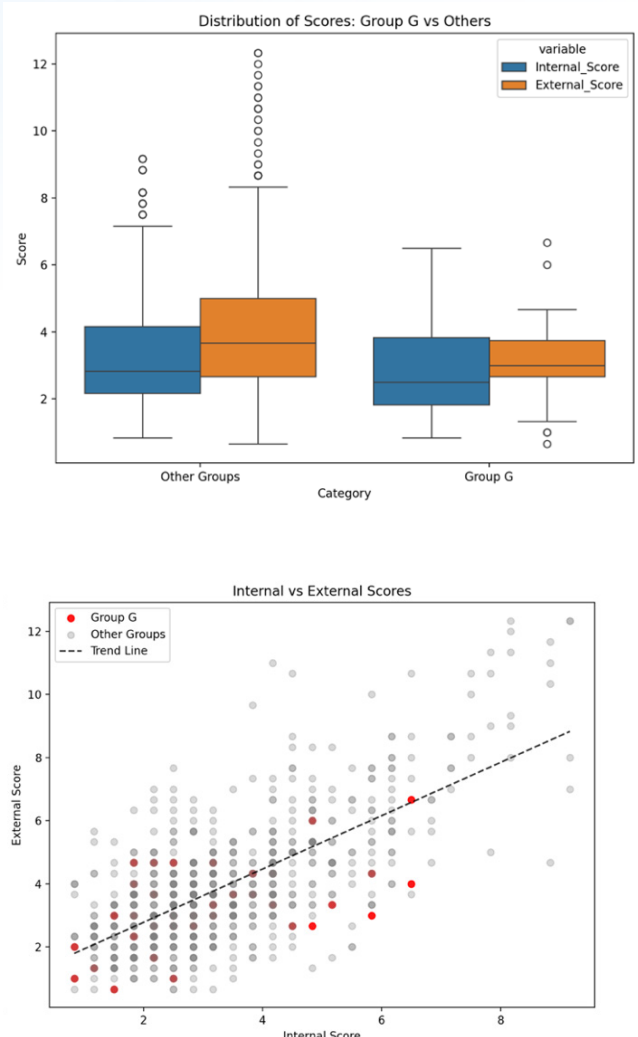 Distribution of Scores: Group G vs Others
variable
Internal_Score
External_Score
12
10
8
6
4
2
Score
Other Groups
Group G
Category
Internal vs External Scores
Group G
Other Groups
Trend Line
12
10
8
6
4
2
External Score
2
4
6
8
Internal Score